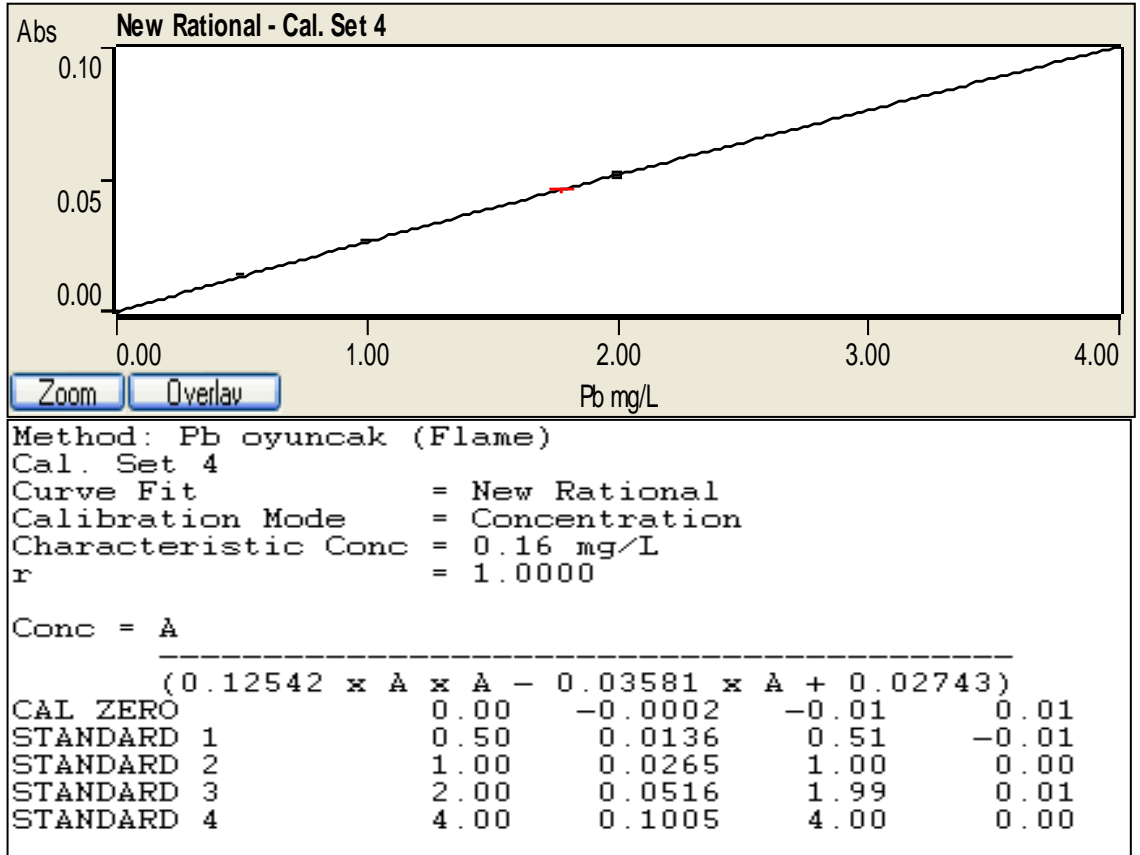 Abs New Rational - Cal. Set 4
0.10
0.05
0.00
0.00 1.00 2.00 3.00 4.00
Zoom Overlay Pb mg/L
Method: Pb oyuncak (Flame)
Cal. Set 4
Curve Fit = New Rational
Calibration Mode = Concentration
Characteristic Conc = 0.16 mg/L
r = 1.0000
Conc = A
-------------------------------------------------
(0.12542 x A x A - 0.03581 x A + 0.02743)
CAL ZERO 0.00 -0.0002 -0.01 0.01
STANDARD 1 0.50 0.0136 0.51 -0.01
STANDARD 2 1.00 0.0265 1.00 0.00
STANDARD 3 2.00 0.0516 1.99 0.01
STANDARD 4 4.00 0.1005 4.00 0.00